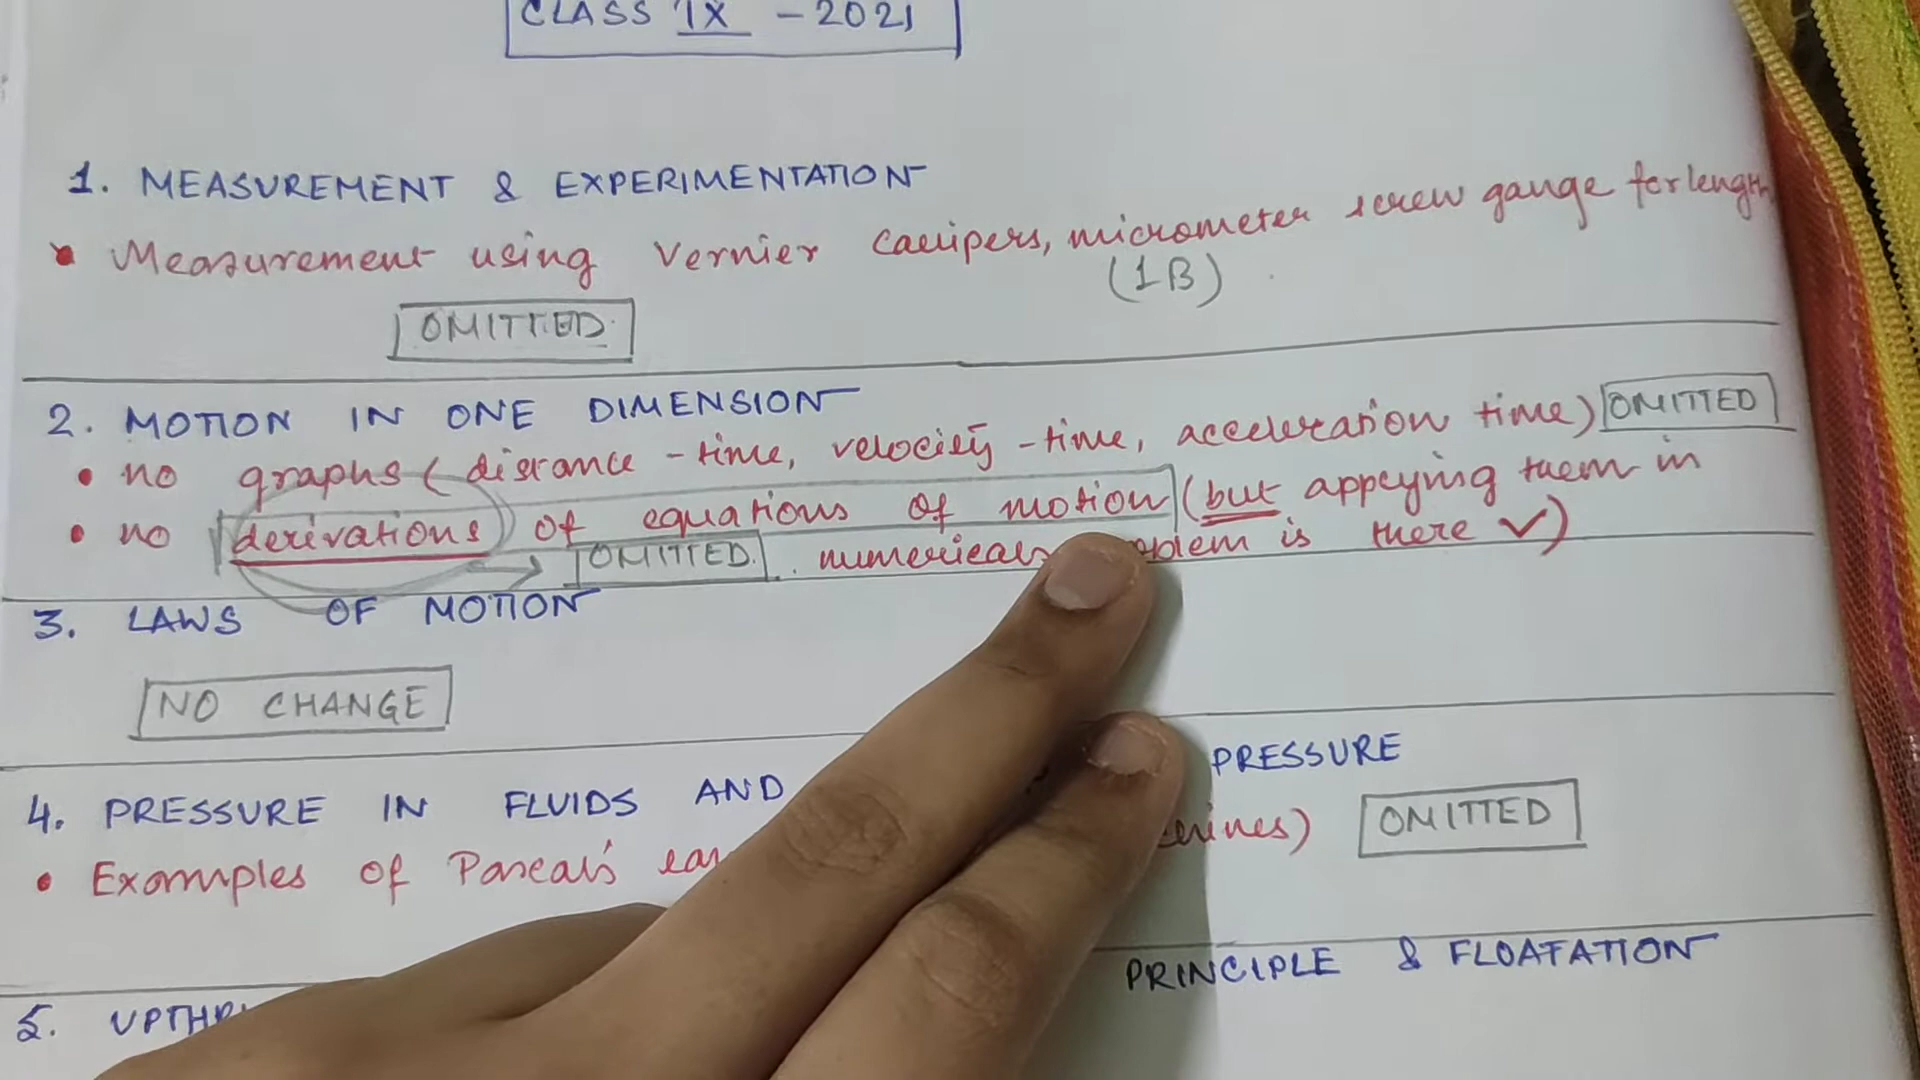 CLASS IX - 2021
1. MEASUREMENT & EXPERIMENTATION
• Measurement using Vernier Callipers, micrometer screw gauge for length
(1B)
OMITTED
2. MOTION IN ONE DIMENSION
• no graphs (distance - time, velocity - time, acceleration time) OMITTED
• no derivations of equations of motion (but applying them in
OMITTED. numericals is there ✓)
3. LAWS OF MOTION
NO CHANGE
4. PRESSURE IN FLUIDS AND PRESSURE
• Examples of Pascal's OMITTED
5. PRINCIPLE & FLOATATION